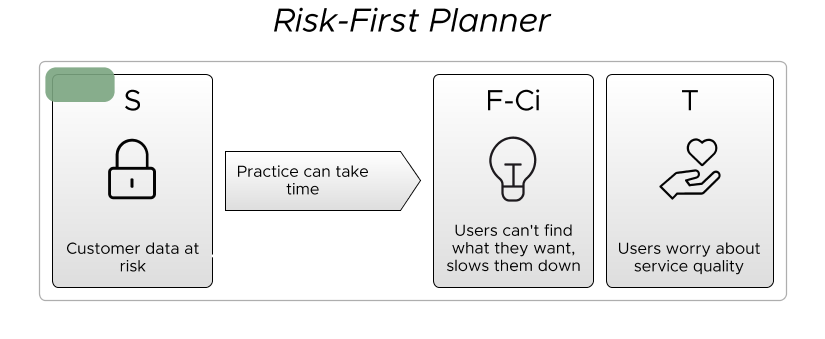 Risk-First Planner
S
Customer data at
risk
Practice can take
time
F-Ci
Users can't find
what they want,
slows them down
T
Users worry about
service quality